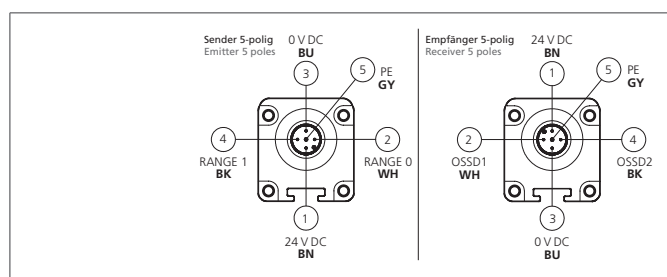 Sender 5-polig
Emitter 5 poles
0 V DC
BU
3
5
PE
GY
4
2
RANGE 1
BK
RANGE 0
WH
1
24 V DC
BN
Empfänger 5-polig
Receiver 5 poles
24 V DC
BN
1
5
PE
GY
2
4
OSSD1
WH
OSSD2
BK
3
0 V DC
BU